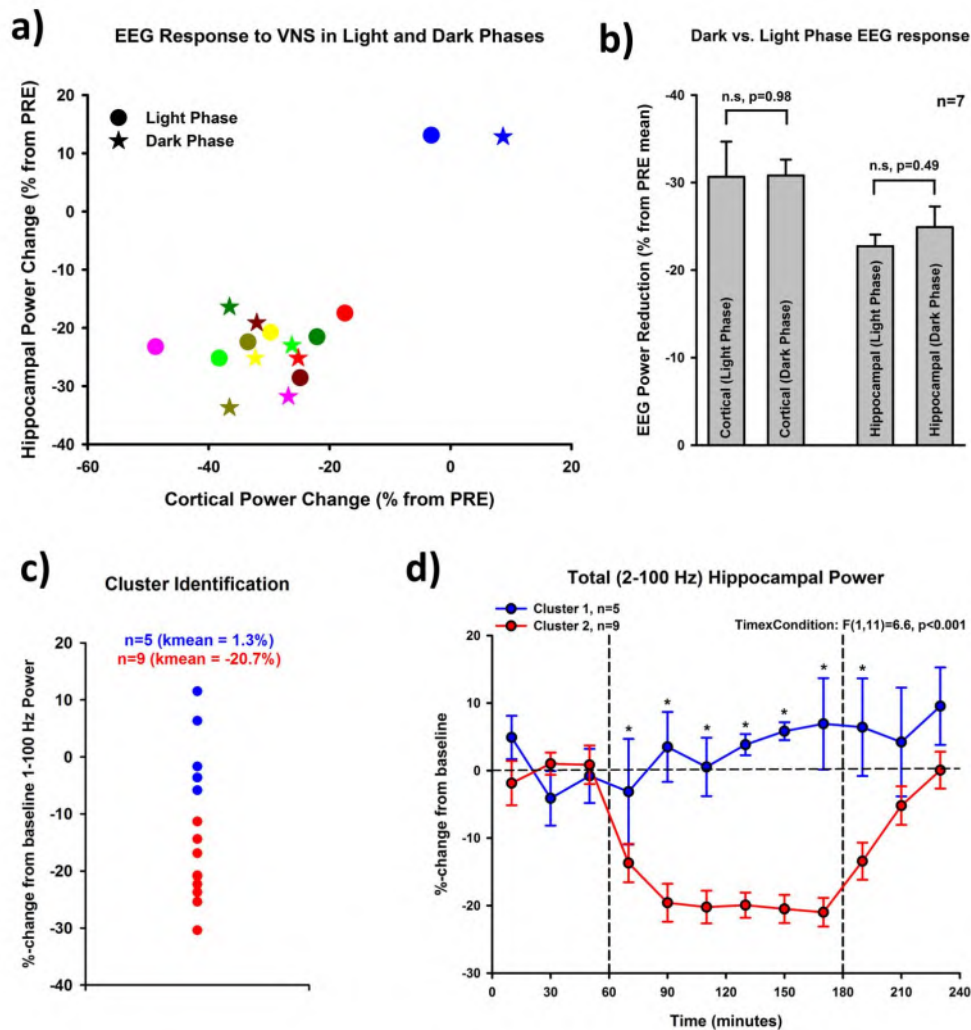 a)
EEG Response to VNS in Light and Dark Phases
Hippocampal Power Change (% from PRE)
20
10
0
-10
-20
-30
-40
Light Phase
Dark Phase
-60
-40
-20
0
20
Cortical Power Change (% from PRE)
b)
Dark vs. Light Phase EEG response
EEG Power Reduction (% from PRE mean)
-40
-30
-20
-10
0
n.s, p=0.98
n=7
n.s, p=0.49
Cortical (Light Phase)
Cortical (Dark Phase)
Hippocampal (Light Phase)
Hippocampal (Dark Phase)
c)
Cluster Identification
%-change from baseline 1-100 Hz Power
20
10
0
-10
-20
-30
-40
n=5 (kmean = 1.3%)
n=9 (kmean = -20.7%)
d)
Total (2-100 Hz) Hippocampal Power
Cluster 1, n=5
Cluster 2, n=9
TimexCondition: F(1,11)=6.6, p<0.001
%-change from baseline
20
10
0
-10
-20
-30
* * * * * * *
0
30
60
90
120
150
180
210
240
Time (minutes)